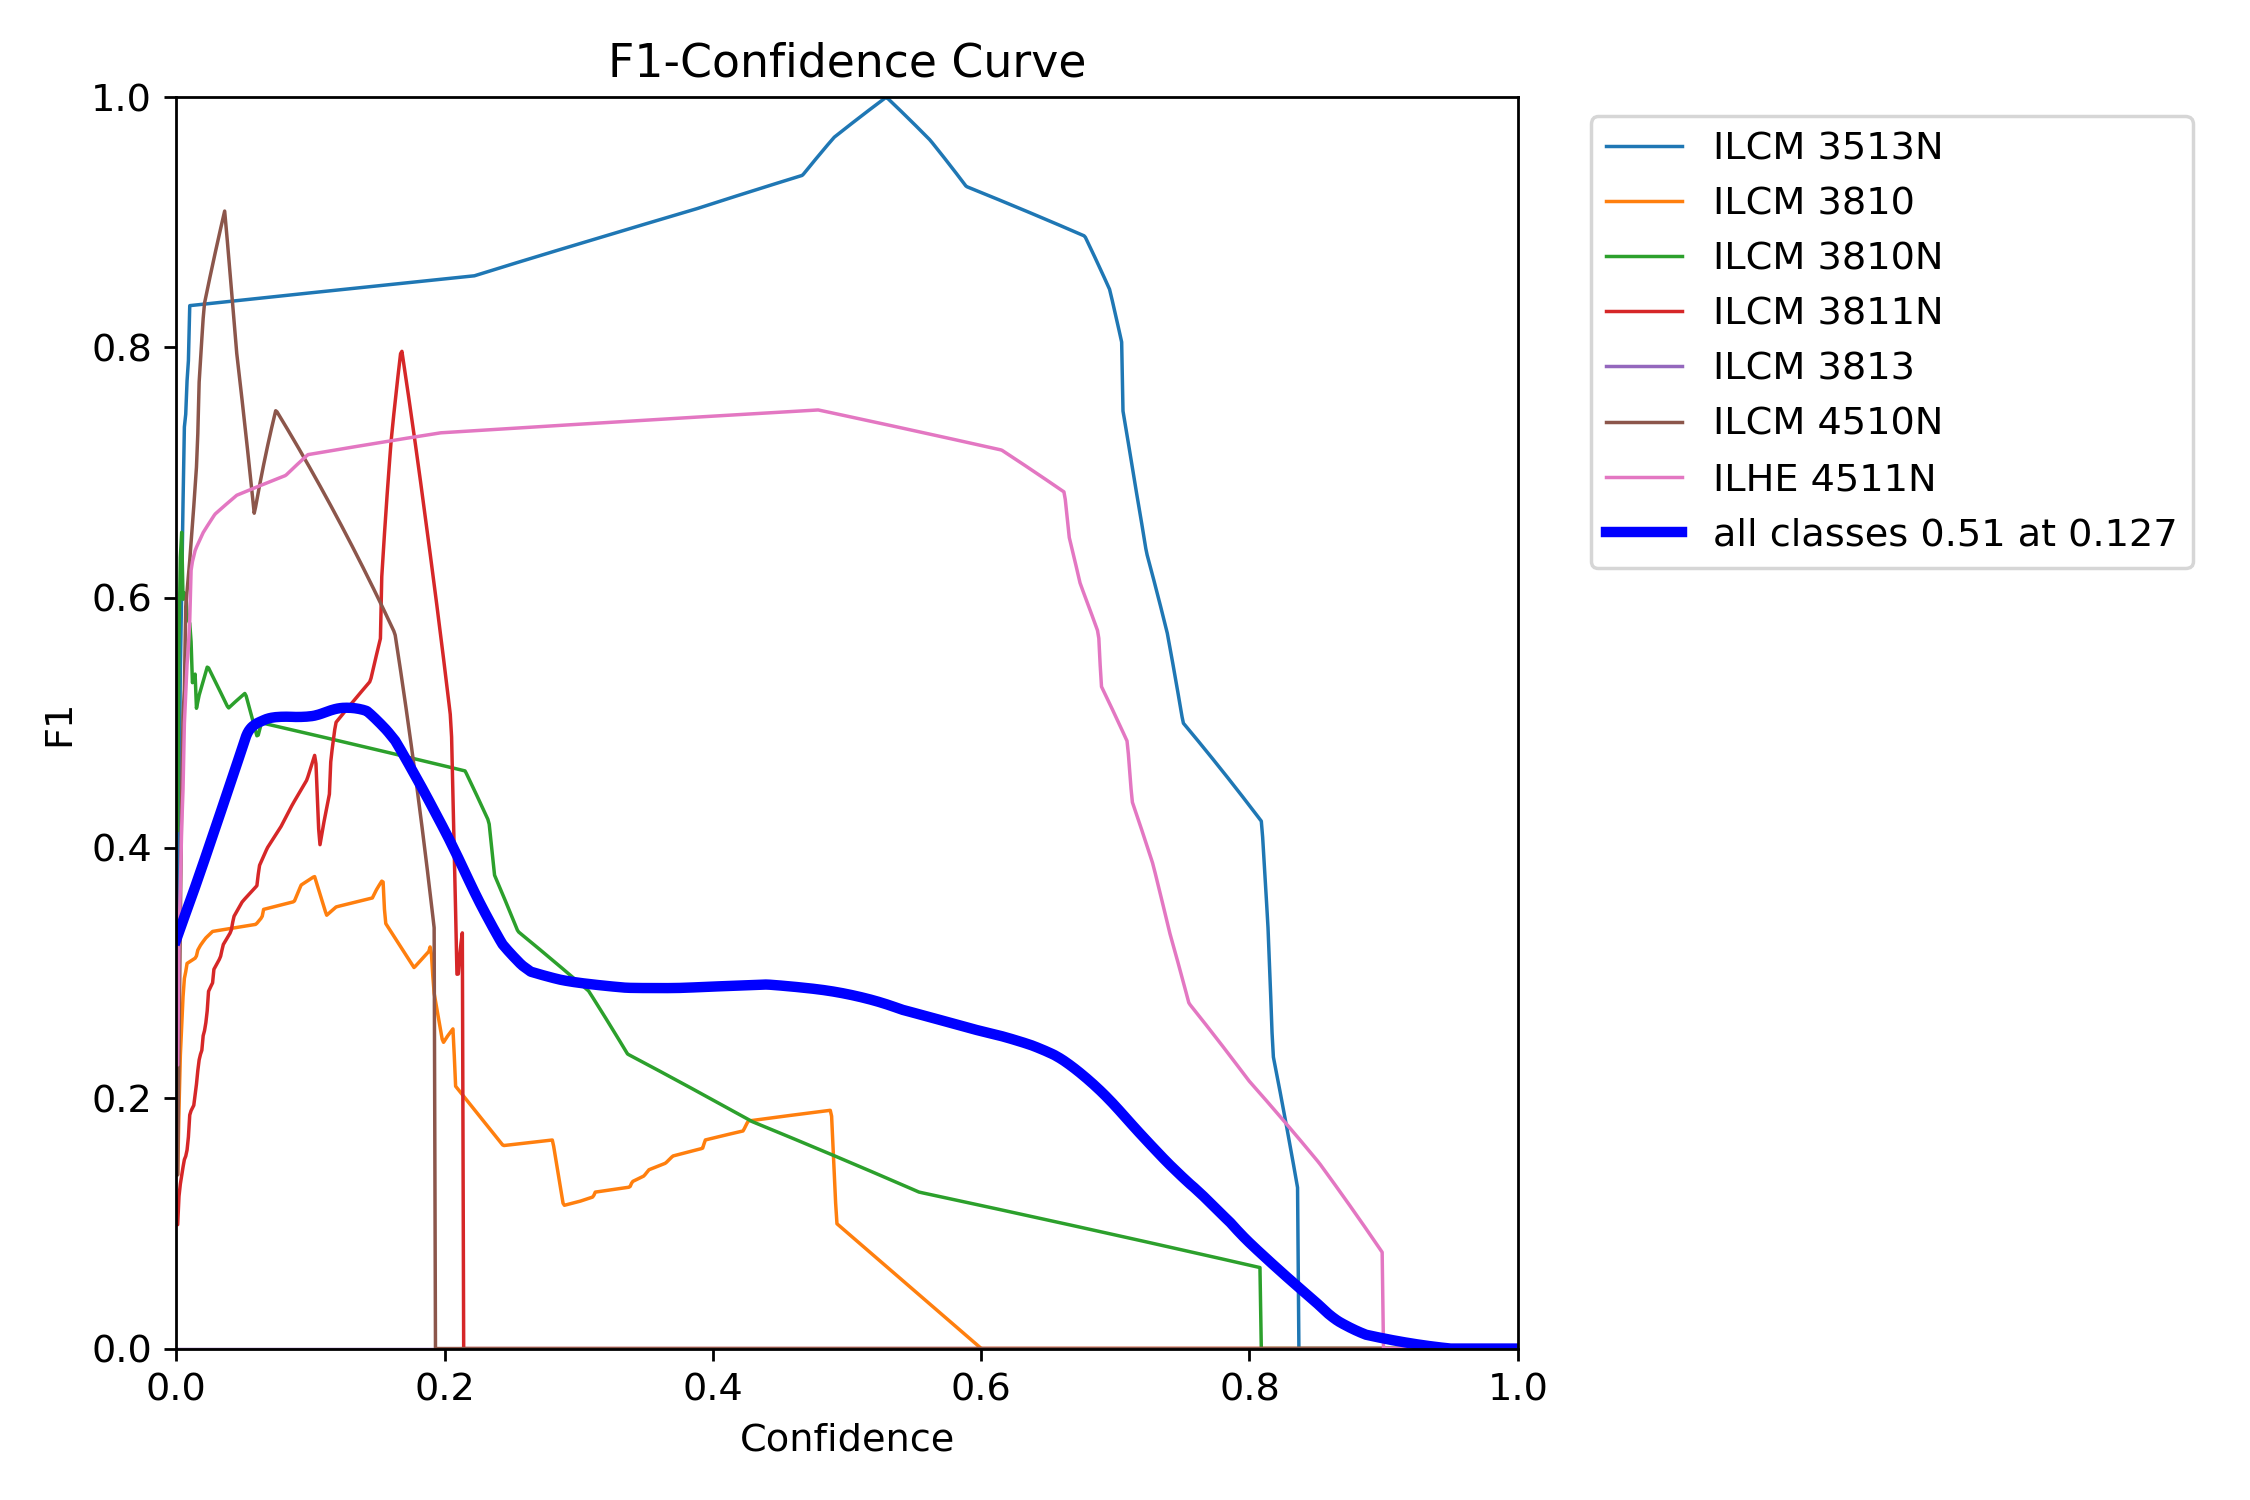 F1-Confidence Curve
1.0
0.8
0.6
0.4
0.2
0.0
F1
0.0 0.2 0.4 0.6 0.8 1.0
Confidence
ILCM 3513N
ILCM 3810
ILCM 3810N
ILCM 3811N
ILCM 3813
ILCM 4510N
ILHE 4511N
all classes 0.51 at 0.127